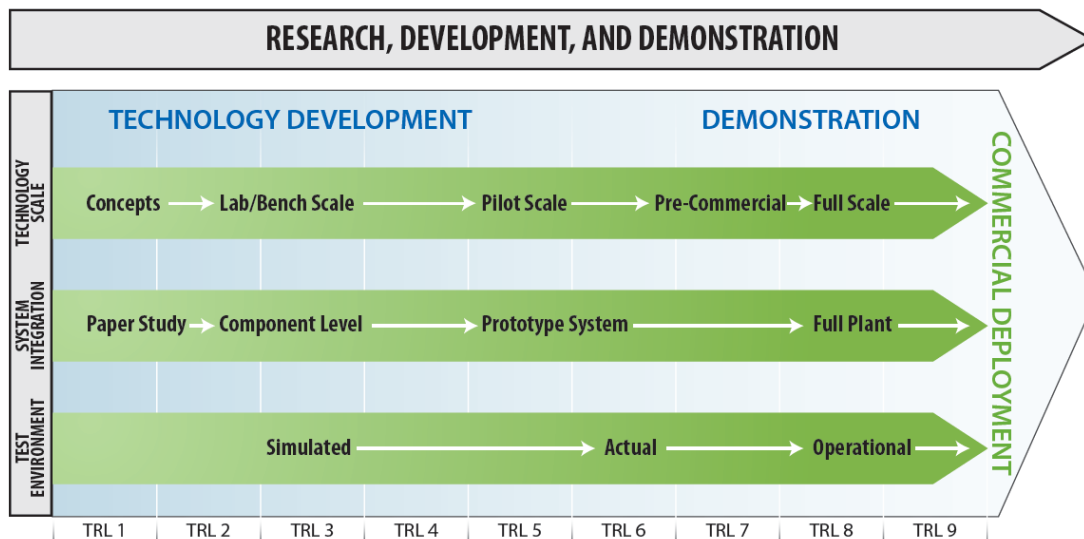 RESEARCH, DEVELOPMENT, AND DEMONSTRATION
TECHNOLOGY DEVELOPMENT
DEMONSTRATION
TECHNOLOGY
SCALE
Concepts
Lab/Bench Scale
Pilot Scale
Pre-Commercial
Full Scale
SYSTEM
INTEGRATION
Paper Study
Component Level
Prototype System
Full Plant
TEST
ENVIRONMENT
Simulated
Actual
Operational
COMMERCIAL DEPLOYMENT
TRL 1
TRL 2
TRL 3
TRL 4
TRL 5
TRL 6
TRL 7
TRL 8
TRL 9